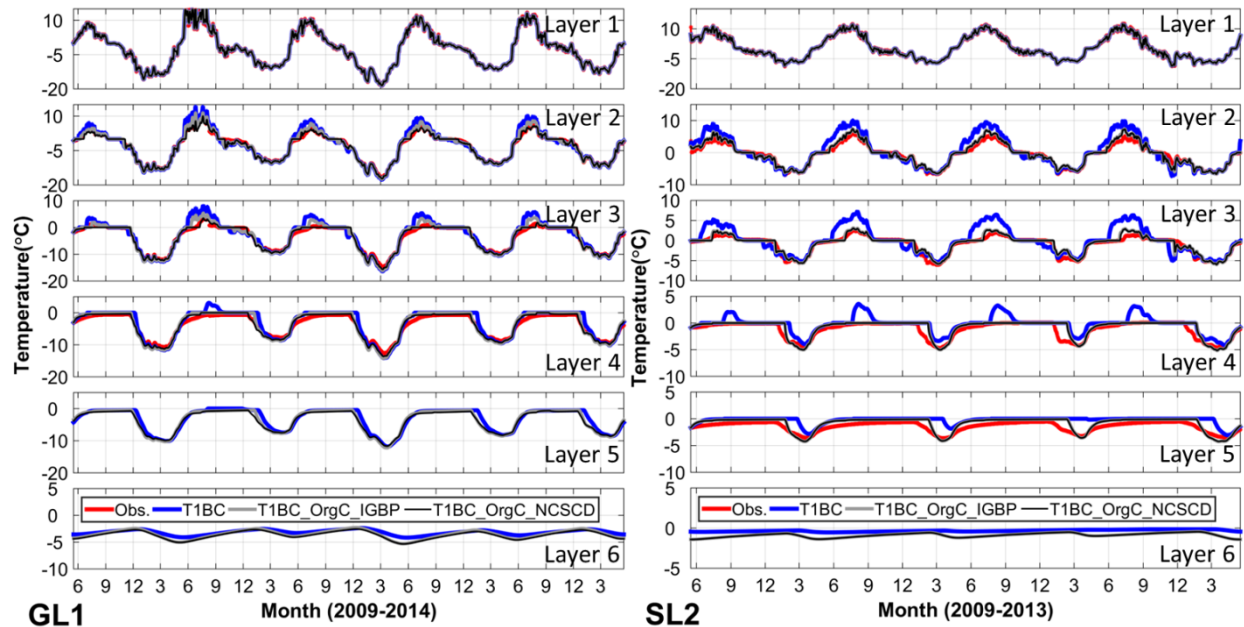 10
-5
-20
Layer 1
10
-5
-20
Layer 2
10
0
-10
-20
Layer 3
0
-10
-20
Layer 4
0
-10
-20
Layer 5
0
-5
-10
Obs. T1BC T1BC_OrgC_IGBP T1BC_OrgC_NCSCD
Layer 6
6 9 12 3 6 9 12 3 6 9 12 3 6 9 12 3 6 9 12 3
Temperature(°C)
GL1
Month (2009-2014)
10
-5
-20
Layer 1
10
0
-10
Layer 2
10
5
0
-5
-10
Layer 3
5
0
-5
-10
Layer 4
5
0
-5
-10
Layer 5
0
-5
Obs. T1BC T1BC_OrgC_IGBP T1BC_OrgC_NCSCD
Layer 6
6 9 12 3 6 9 12 3 6 9 12 3 6 9 12 3
Temperature(°C)
SL2
Month (2009-2013)